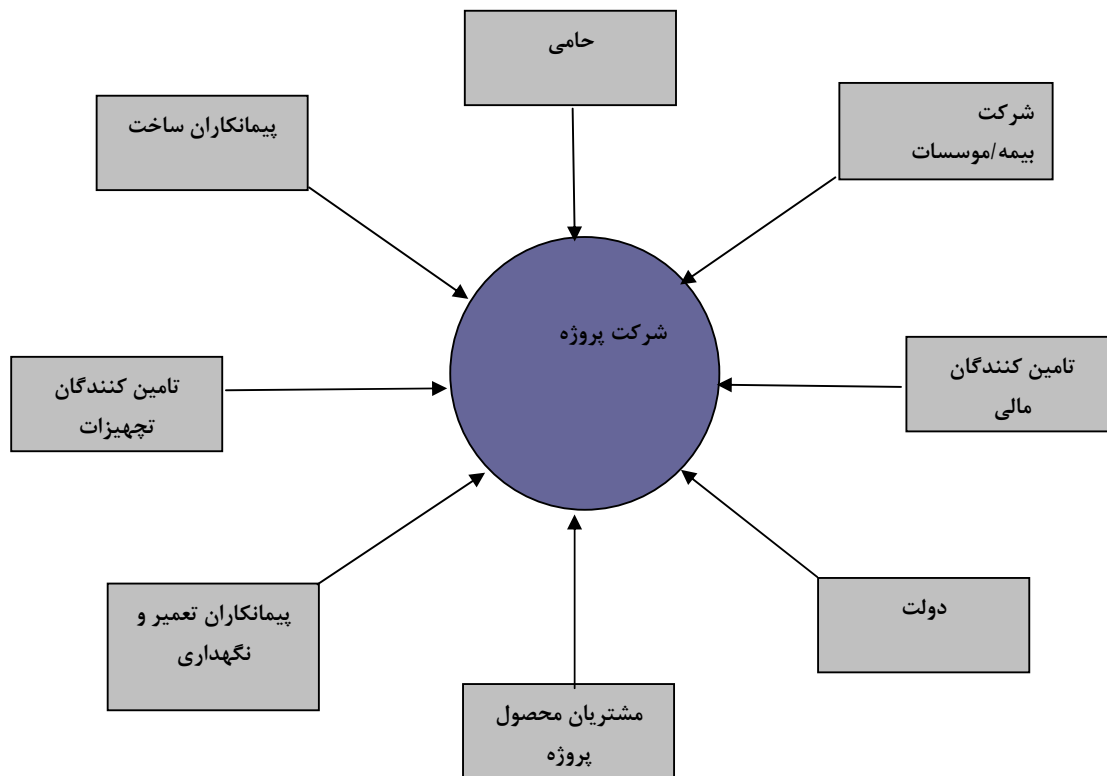 حامی
شرکت
بیمه/موسسات
پیمانکاران ساخت
شرکت پروژه
تامین کنندگان
مالی
تامین کنندگان
تچهیزات
دولت
پیمانکاران تعمیر و
نگهداری
مشتریان محصول
پروژه